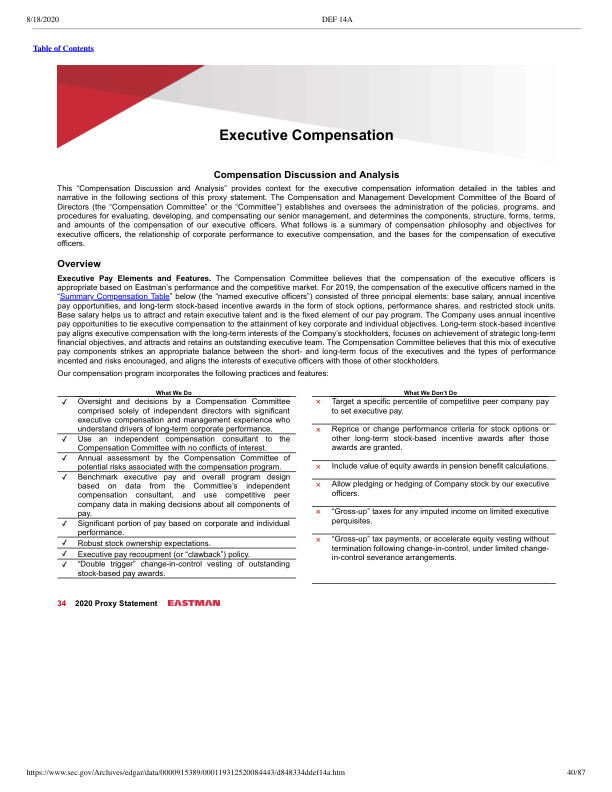 8/18/2020 DEF 14A
Table of Contents
Executive Compensation
Compensation Discussion and Analysis
This “Compensation Discussion and Analysis” provides context for the executive compensation information detailed in the tables and
narrative in the following sections of the proxy statement. The Compensation and Management Development Committee of the Board of
Directors (the “Compensation Committee” or the “Committee”) establishes and oversees the administration of the policies, programs, and
procedures for evaluating, developing, and compensating our senior management, and determines the components, structure, forms, terms,
and amounts of the compensation of our executive officers. What follows is a summary of compensation philosophy and objectives for
executive officers, the relationship of corporate performance to executive compensation, and the bases for the compensation of executive
officers.
Overview
Executive Pay Elements and Features. The Compensation Committee believes that the compensation of the executive officers is
appropriate based on Eastman’s performance and the competitive market. For 2019, the compensation of the executive officers named in the
“Summary Compensation Table” below (the “named executive officers”) consisted of three principal elements: base salary, annual incentive
pay opportunities, and long-term stock-based incentive awards in the form of stock options, performance shares, and restricted stock units.
Base salary helps us to attract and retain executive talent and is the fixed element of our pay program. The Company uses annual incentive
pay opportunities to tie executive compensation to the attainment of key corporate and individual objectives. Long-term stock-based incentive
pay aligns executive compensation with the long-term interests of the Company’s stockholders, focuses on achievement of strategic long-term
financial objectives, and attracts and retains an outstanding executive team. The Compensation Committee believes that this mix of executive
pay components strikes an appropriate balance between the short- and long-term focus of the executives and the types of performance
incented and risks encouraged, and aligns the interests of executive officers with those of other stockholders.
Our compensation program incorporates the following practices and features:
What We Do
✓ Oversight and decisions by a Compensation Committee
comprised solely of independent directors with significant
executive compensation and management experience who
understand drivers of long-term corporate performance.
✓ Use an independent compensation consultant to the
Compensation Committee with no conflicts of interest.
✓ Annual assessment by the Compensation Committee of
potential risks associated with the compensation program.
✓ Benchmark executive pay and overall program design
based on data from the Committee’s independent
compensation consultant, and use competitive peer
company data in making decisions about all components of
pay.
✓ Significant portion of pay based on corporate and individual
performance.
✓ Robust stock ownership expectations.
✓ Executive pay recoupment (or “clawback”) policy.
✓ “Double trigger” change-in-control vesting of outstanding
stock-based pay awards.
What We Don’t Do
× Target a specific percentile of competitive peer company pay
to set executive pay.
× Reprice or change performance criteria for stock options or
other long-term stock-based incentive awards after those
awards are granted.
× Include value of equity awards in pension benefit calculations.
× Allow pledging or hedging of Company stock by our executive
officers.
× “Gross-up” taxes for any imputed income on limited executive
perquisites.
× “Gross-up” tax payments, or accelerate equity vesting without
termination following change-in-control, under limited change-
in-control severance arrangements.
34 2020 Proxy Statement EASTMAN
https://www.sec.gov/Archives/edgar/data/0000915389/000119312520084443/d848334ddef14a.htm 40/87